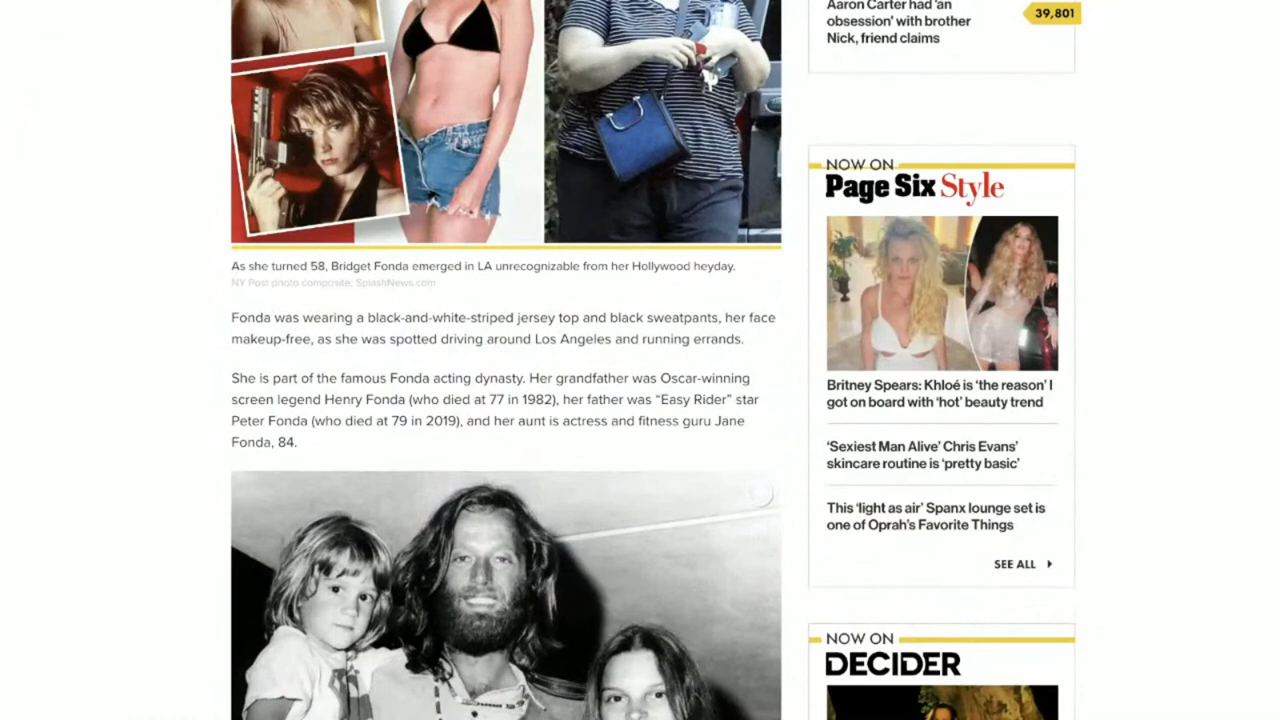 Aaron Carter had 'an
obsession' with brother
Nick, friend claims
39,801
As she turned 58, Bridget Fonda emerged in LA unrecognizable from her Hollywood heyday.
NY Post photo composite; SplashNews.com
Fonda was wearing a black-and-white-striped jersey top and black sweatpants, her face
makeup-free, as she was spotted driving around Los Angeles and running errands.
She is part of the famous Fonda acting dynasty. Her grandfather was Oscar-winning
screen legend Henry Fonda (who died at 77 in 1982), her father was “Easy Rider” star
Peter Fonda (who died at 79 in 2019), and her aunt is actress and fitness guru Jane
Fonda, 84.
NOW ON
Page Six Style
Britney Spears: Khloé is ‘the reason’ I
got on board with ‘hot’ beauty trend
‘Sexiest Man Alive’ Chris Evans’
skincare routine is ‘pretty basic’
This ‘light as air’ Spanx lounge set is
one of Oprah’s Favorite Things
SEE ALL
NOW ON
DECIDER